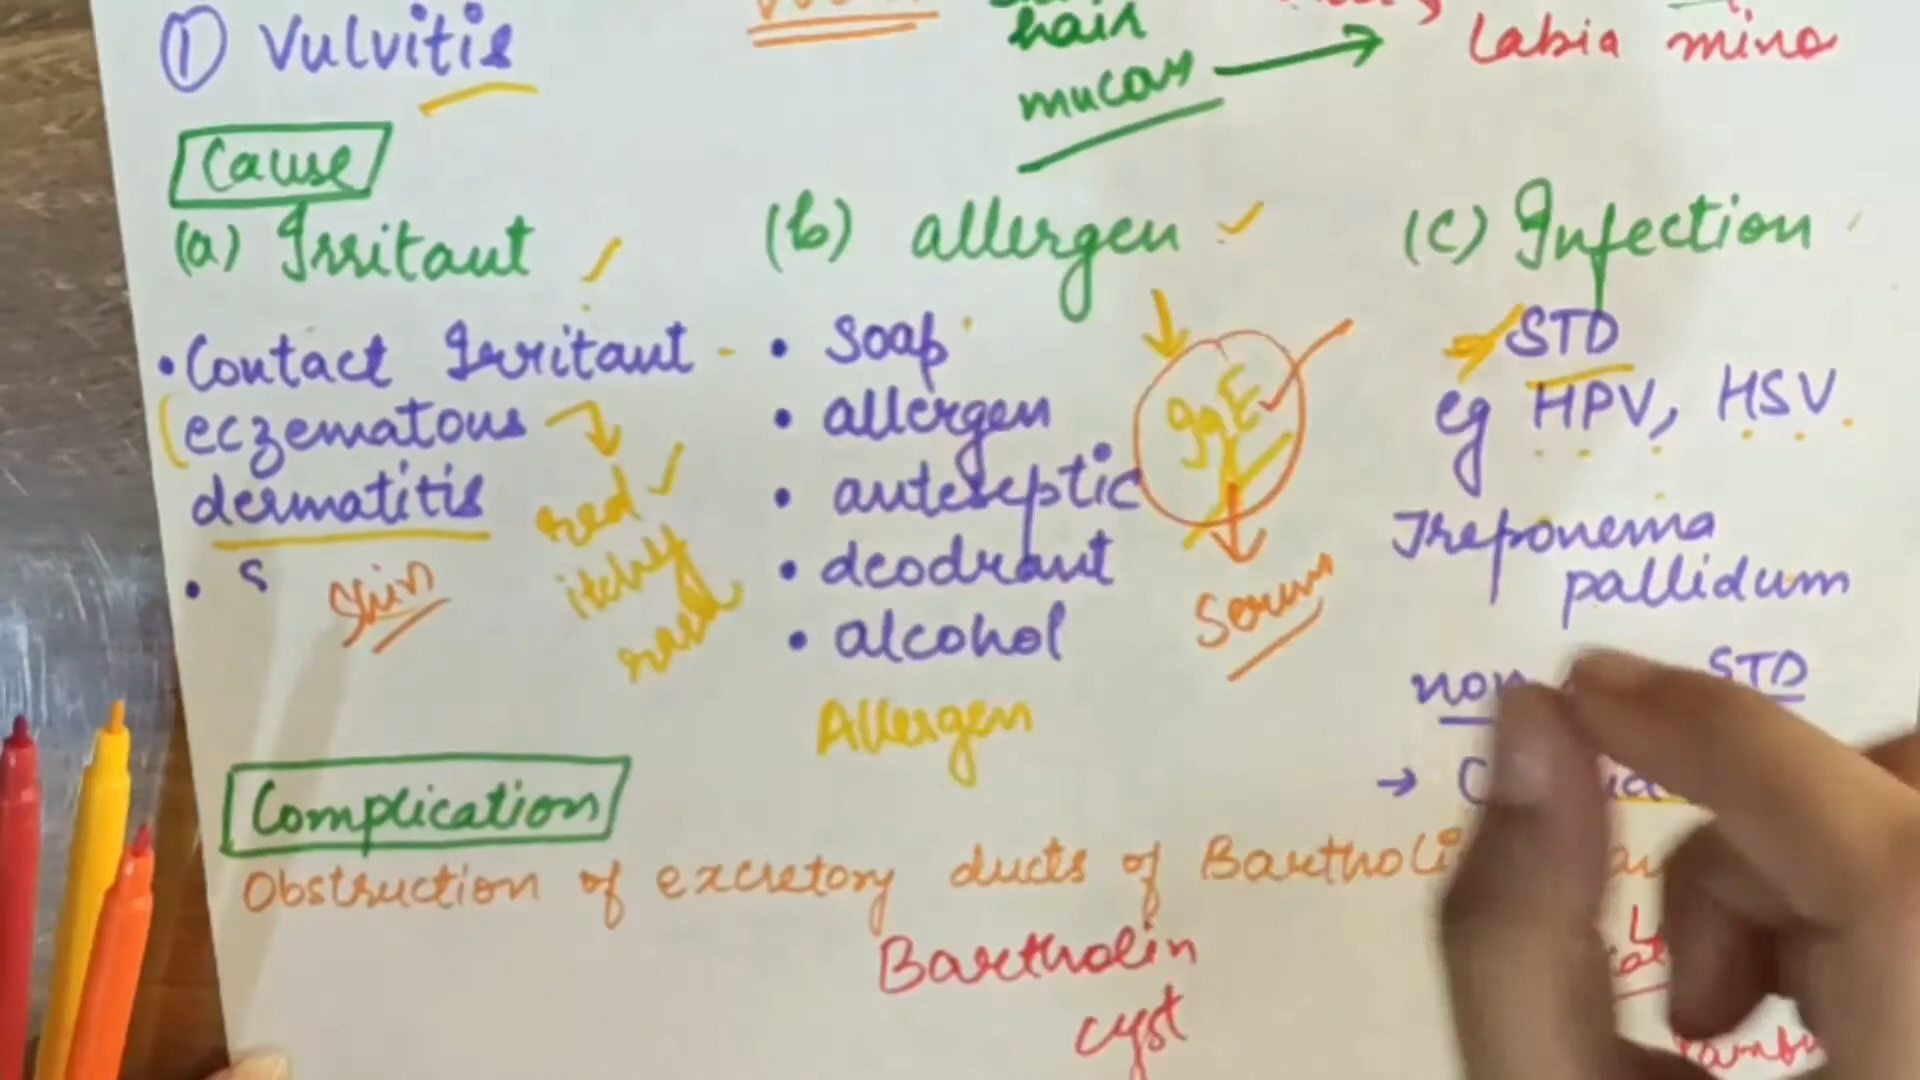 ① Vulvitis
hair
mucosa → Labia mino
Cause
(a) Irritant
• Contact Irritant
(eczematous
dermatitis
• S
Skin
red
itchy
rash
(b) allergen
• Soap
• allergen
• anteseptic
• deodrant
• alcohol
Allergen
IgE
Serum
(c) Infection
STD
eg HPV, HSV
Treponema
pallidum
non STD
→ C
Complication
Obstruction of excretory ducts of Bartholi
Bartholin
cyst